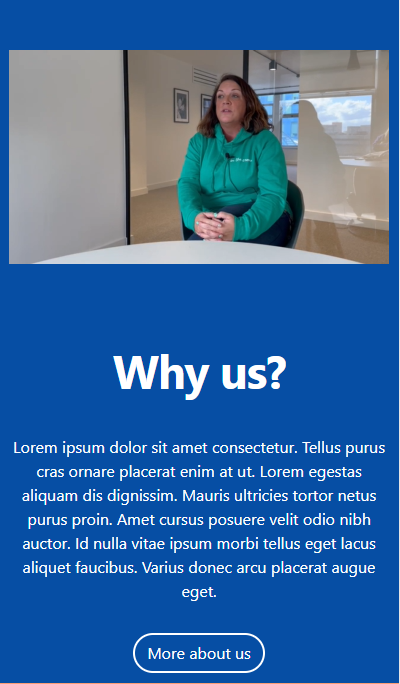 Why us?
Lorem ipsum dolor sit amet consectetur. Tellus purus
cras ornare placerat enim at ut. Lorem egestas
aliquam dis dignissim. Mauris ultricies tortor netus
purus proin. Amet cursus posuere velit odio nibh
auctor. Id nulla vitae ipsum morbi tellus eget lacus
aliquet faucibus. Varius donec arcu placerat augue
eget.
More about us